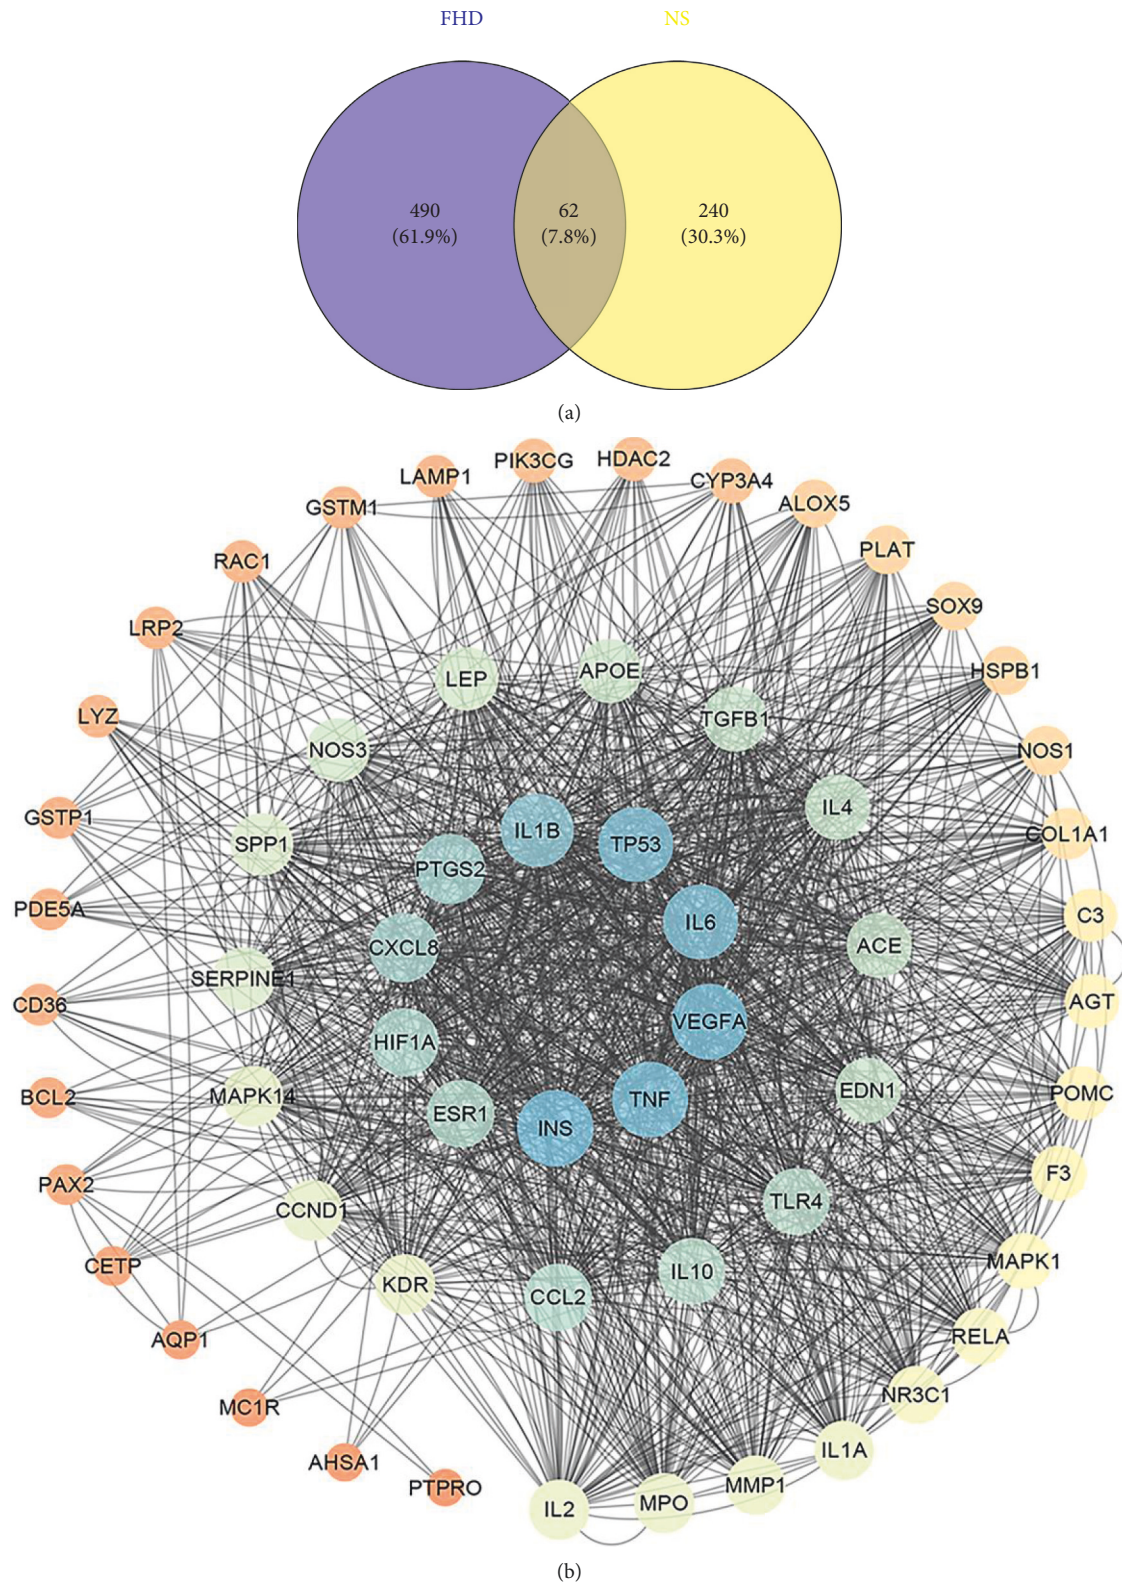 FHD NS
490 62 240
(61.9%) (7.8%) (30.3%)
(a)
PIK3CG HDAC2
LAMP1 CYP3A4
GSTM1 ALOX5
PLAT
RAC1
SOX9
LRP2
LEP APOE HSPB1
LYZ TGFB1
NOS3 NOS1
GSTP1 IL4
SPP1 IL1B TP53 COL1A1
PTGS2
PDE5A IL6 C3
CXCL8 ACE
SERPINE1
CD36 AGT
VEGFA
HIF1A
BCL2 MAPK14 TNF EDN1 POMC
ESR1 INS
PAX2 F3
CCND1 TLR4
CETP KDR IL10 MAPK1
CCL2
AQP1 RELA
MC1R NR3C1
AHSA1 IL1A
PTPRO MMP1
IL2 MPO
(b)